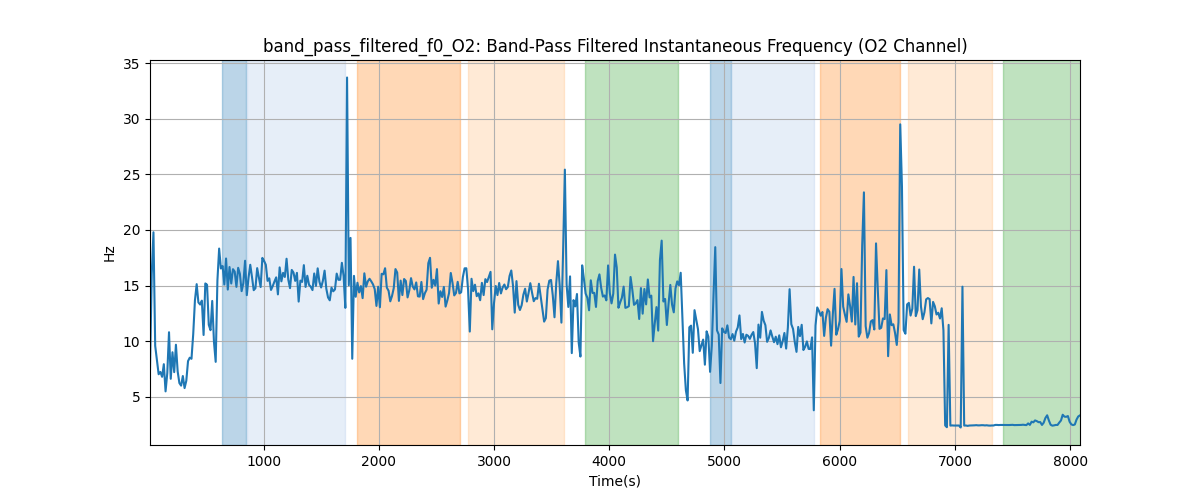 band_pass_filtered_f0_O2: Band-Pass Filtered Instantaneous Frequency (O2 Channel)
35
30
25
20
15
10
5
Hz
1000 2000 3000 4000 5000 6000 7000 8000
Time(s)